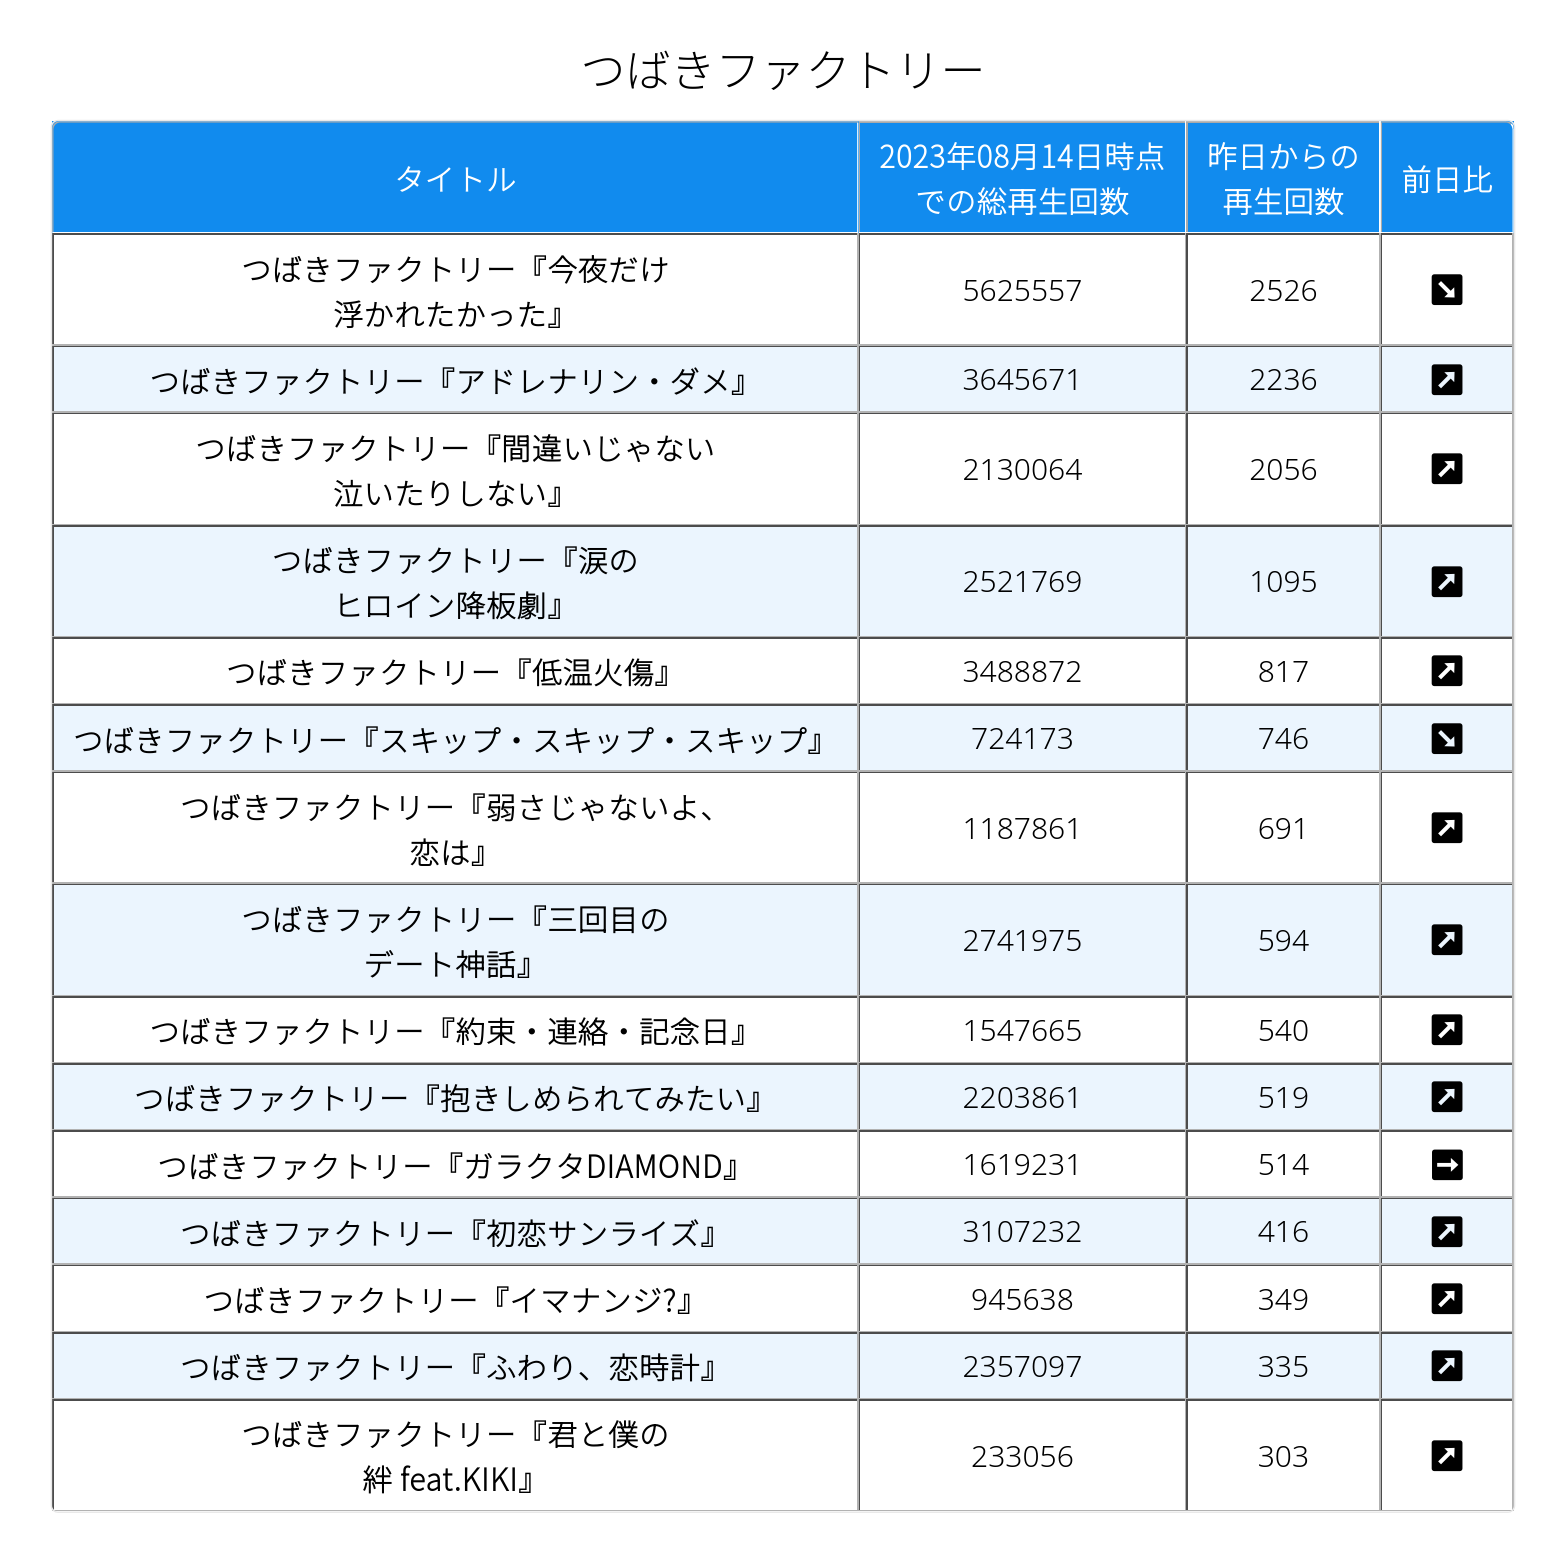 つばきファクトリー
タイトル
2023年08月14日時点
での総再生回数
昨日からの
再生回数
前日比
つばきファクトリー『今夜だけ
浮かれたかった』
5625557
2526
つばきファクトリー『アドレナリン・ダメ』
3645671
2236
つばきファクトリー『間違いじゃない
泣いたりしない』
2130064
2056
つばきファクトリー『涙の
ヒロイン降板劇』
2521769
1095
つばきファクトリー『低温火傷』
3488872
817
つばきファクトリー『スキップ・スキップ・スキップ』
724173
746
つばきファクトリー『弱さじゃないよ、
恋は』
1187861
691
つばきファクトリー『三回目の
デート神話』
2741975
594
つばきファクトリー『約束・連絡・記念日』
1547665
540
つばきファクトリー『抱きしめられてみたい』
2203861
519
つばきファクトリー『ガラクタDIAMOND』
1619231
514
つばきファクトリー『初恋サンライズ』
3107232
416
つばきファクトリー『イマナンジ?』
945638
349
つばきファクトリー『ふわり、恋時計』
2357097
335
つばきファクトリー『君と僕の
絆 feat.KIKI』
233056
303